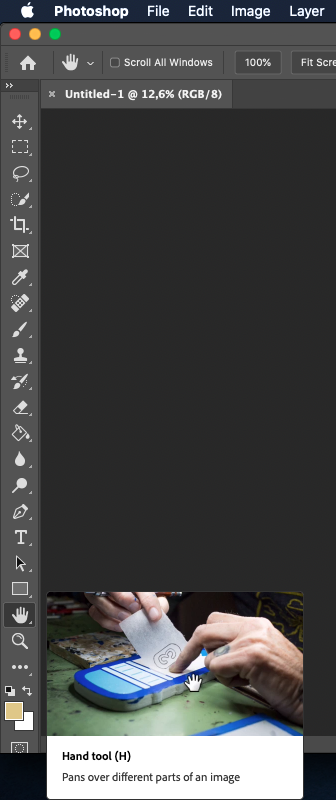 Photoshop File Edit Image Layer
Scroll All Windows 100% Fit Scre
Untitled-1 @ 12,6% (RGB/8)
T
Hand tool (H)
Pans over different parts of an image